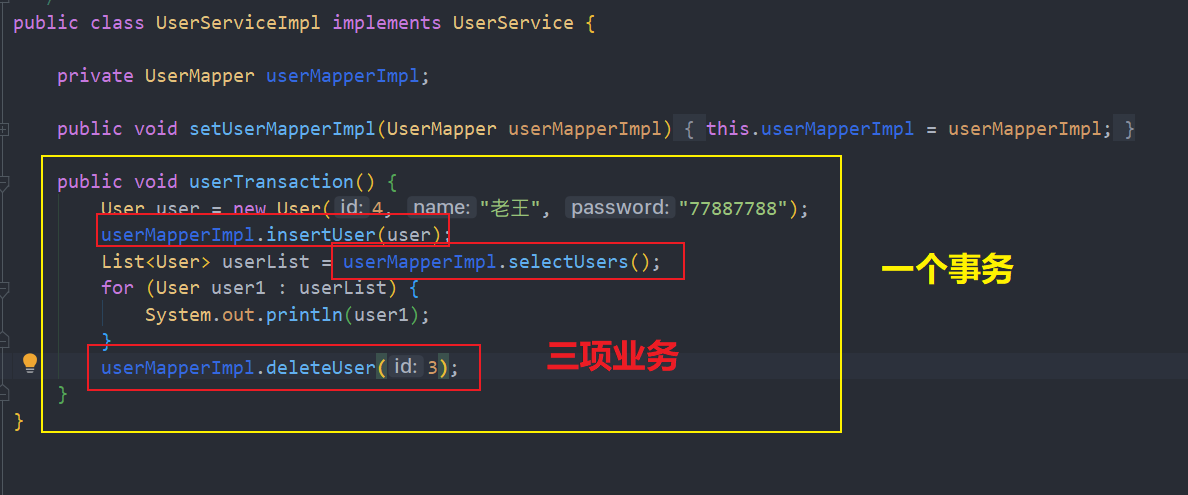 public class UserServiceImpl implements UserService {
private UserMapper userMapperImpl;
public void setUserMapperImpl(UserMapper userMapperImpl) { this.userMapperImpl = userMapperImpl; }
public void userTransaction() {
User user = new User( id: 4, name: "老王", password: "77887788");
userMapperImpl.insertUser(user);
List<User> userList = userMapperImpl.selectUsers();
for (User user1 : userList) {
System.out.println(user1);
}
userMapperImpl.deleteUser( id: 3);
}
}
一个事务
三项业务